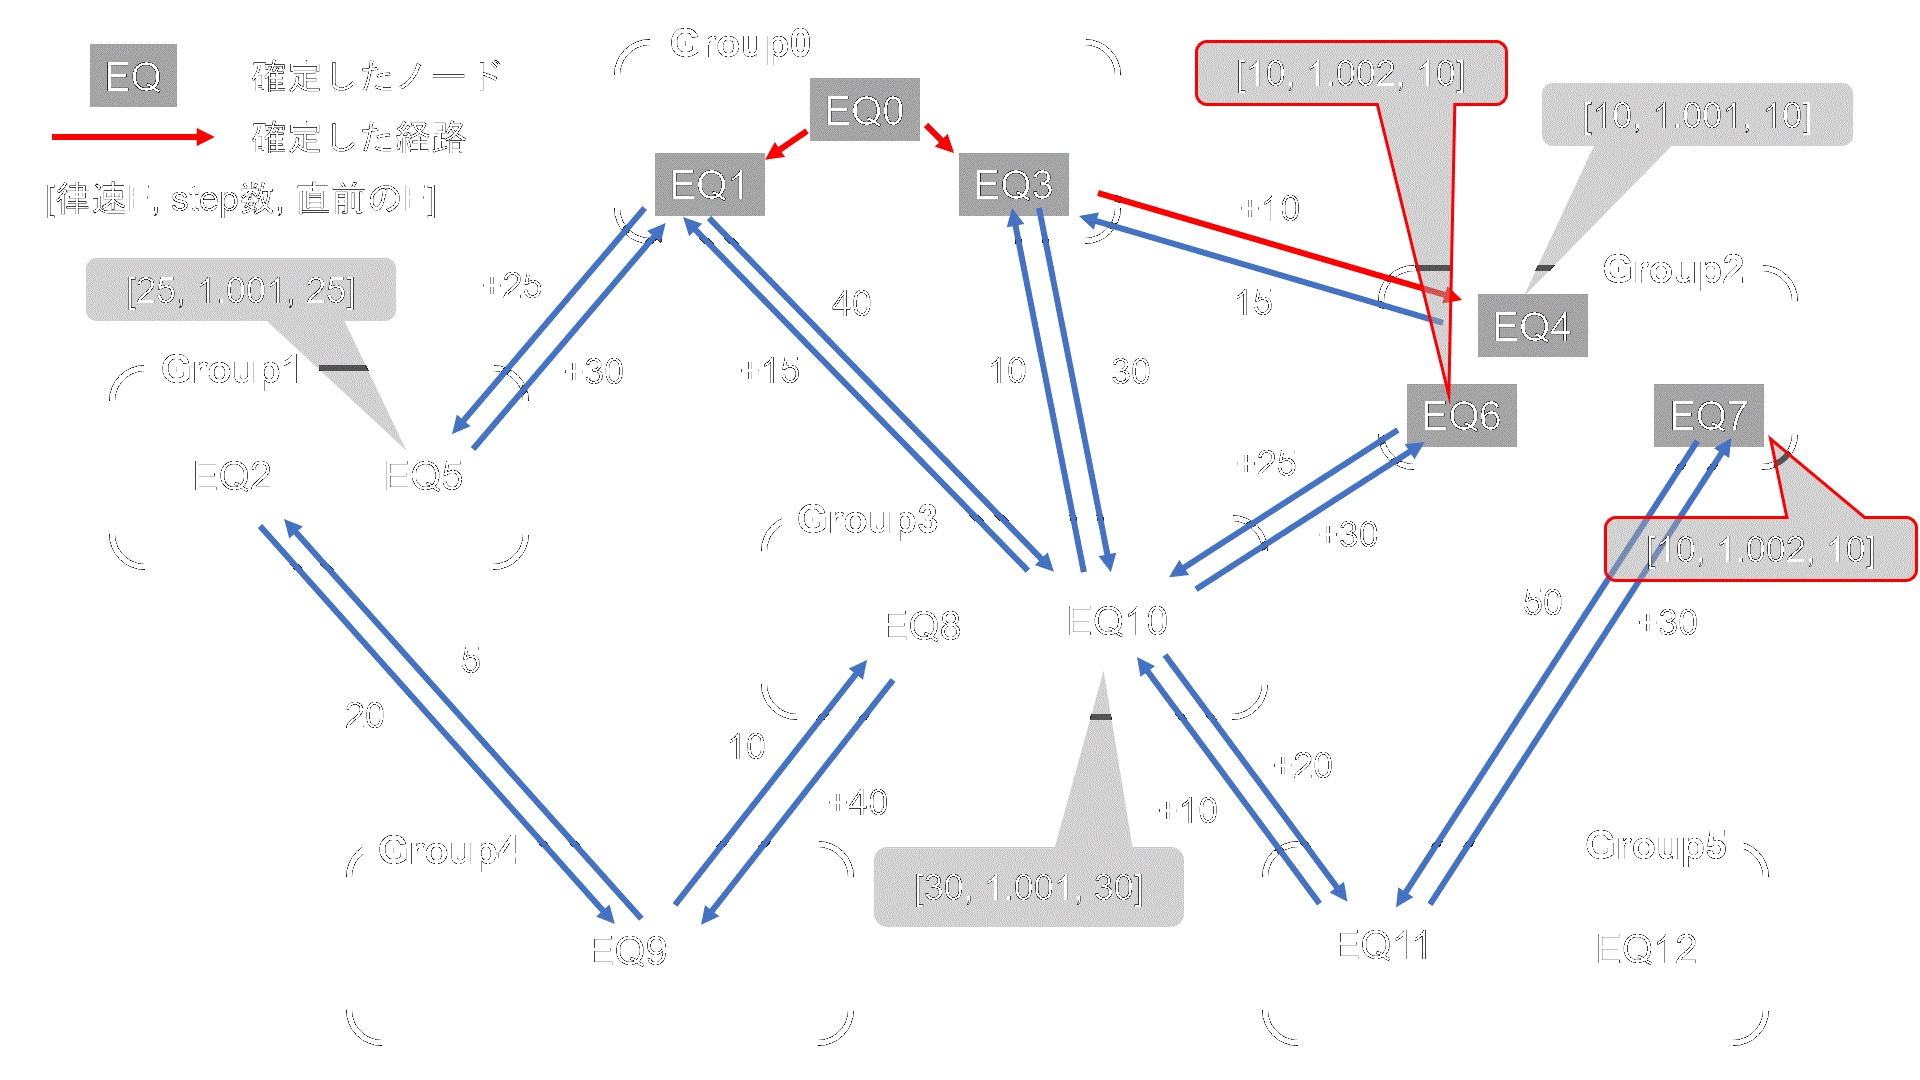 EQ 確定したノード
確定した経路
[律速E, step数, 直前のE]
Group0
EQ0
EQ1
EQ3
[10, 1.002, 10]
[10, 1.001, 10]
+10
15
Group2
EQ4
EQ6
EQ7
[25, 1.001, 25]
+25
+30
40
+15
10
30
Group1
EQ2
EQ5
+25
+30
[10, 1.002, 10]
50
+30
Group3
EQ8
EQ10
5
20
10
+40
+20
+10
[30, 1.001, 30]
Group4
EQ9
Group5
EQ11
EQ12